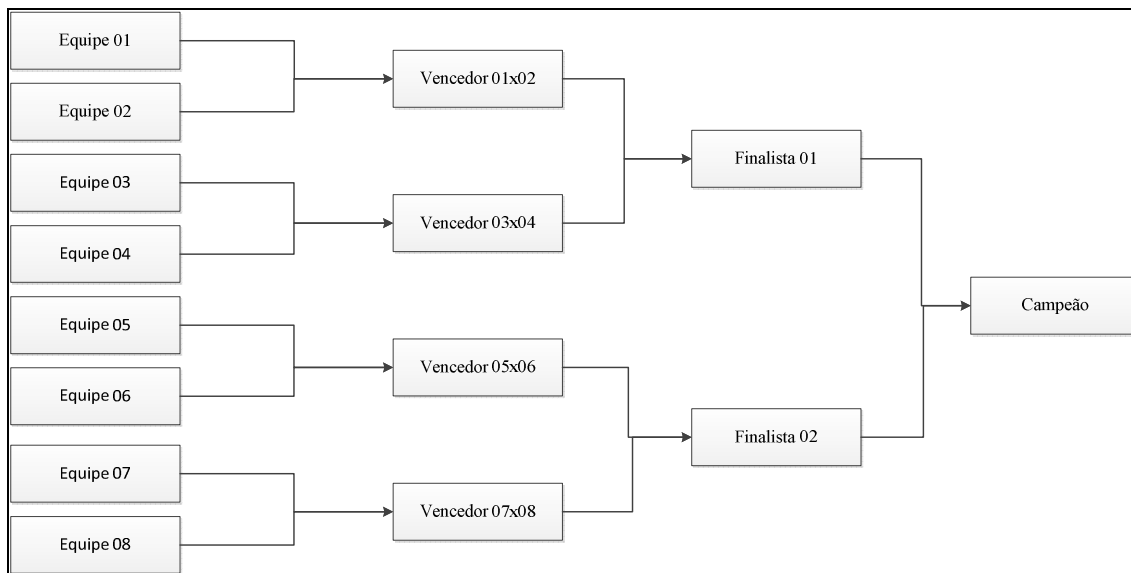 Equipe 01
Equipe 02
Equipe 03
Equipe 04
Equipe 05
Equipe 06
Equipe 07
Equipe 08
Vencedor 01x02
Vencedor 03x04
Vencedor 05x06
Vencedor 07x08
Finalista 01
Finalista 02
Campeão